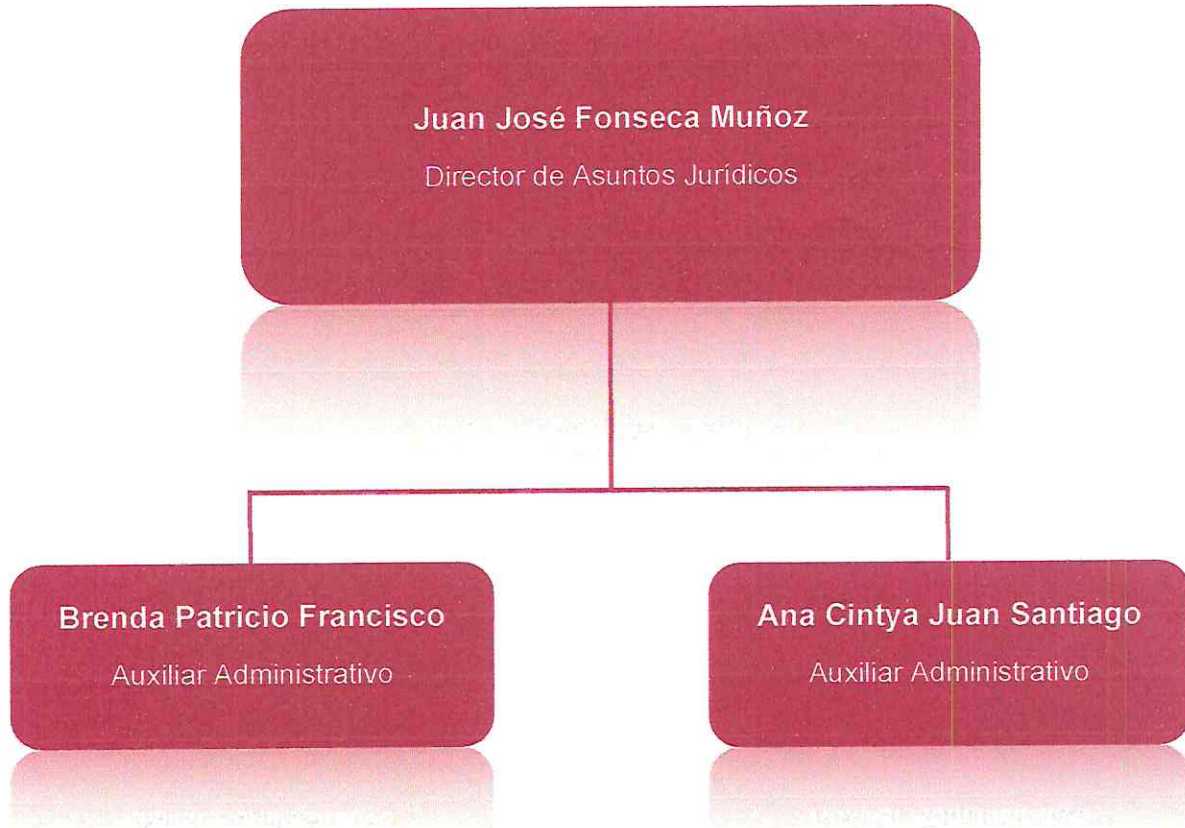 Juan José Fonseca Muñoz
Director de Asuntos Jurídicos
Brenda Patricio Francisco
Auxiliar Administrativo
Ana Cintya Juan Santiago
Auxiliar Administrativo